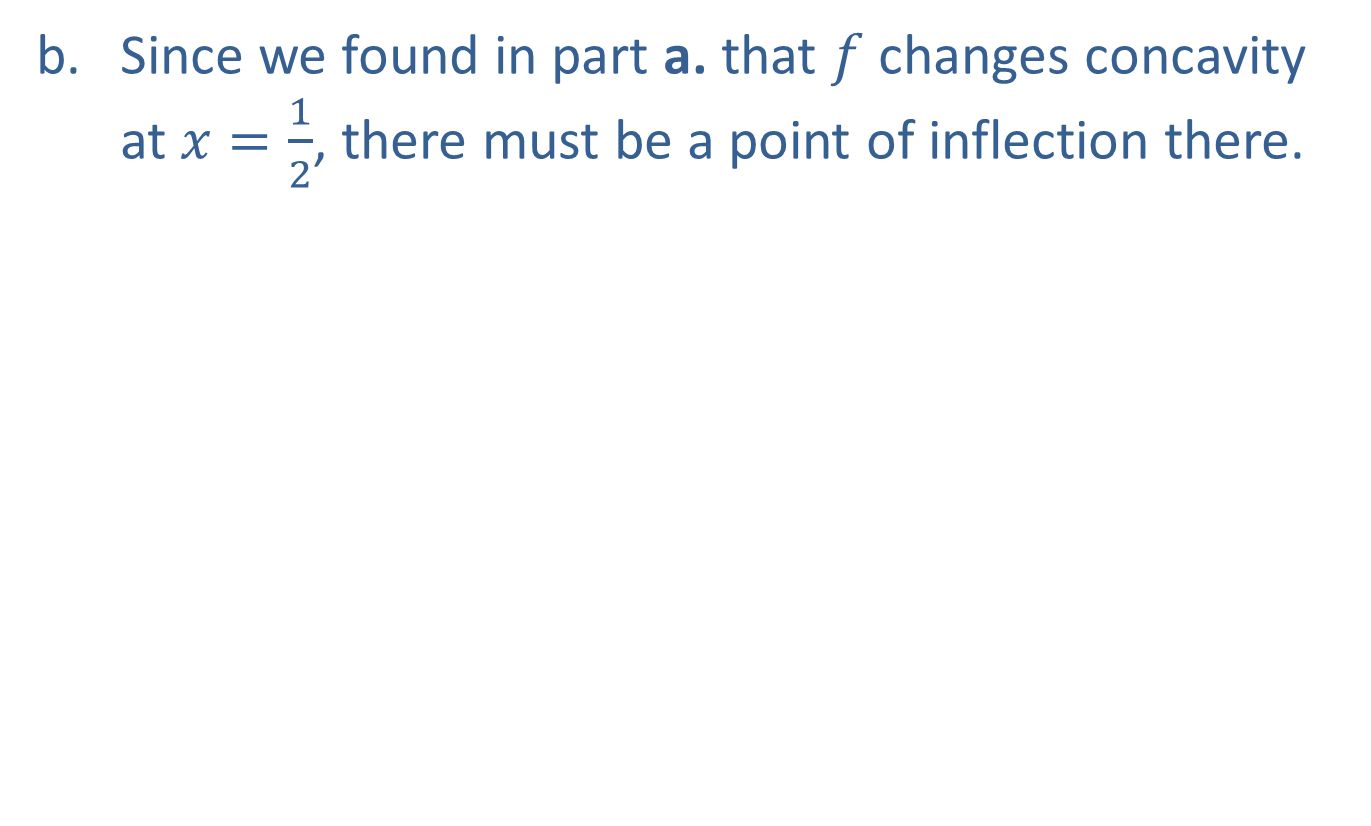 b. Since we found in part a. that f changes concavity
at x = 1/2, there must be a point of inflection there.